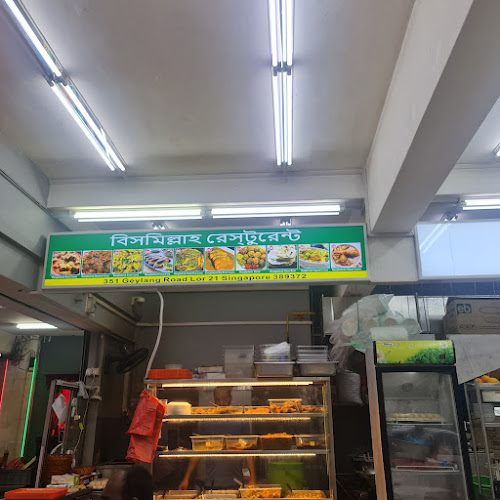 বিসমিল্লাহ রেস্টুরেন্ট
351 Geylang Road Lor 21 Singapore 389372